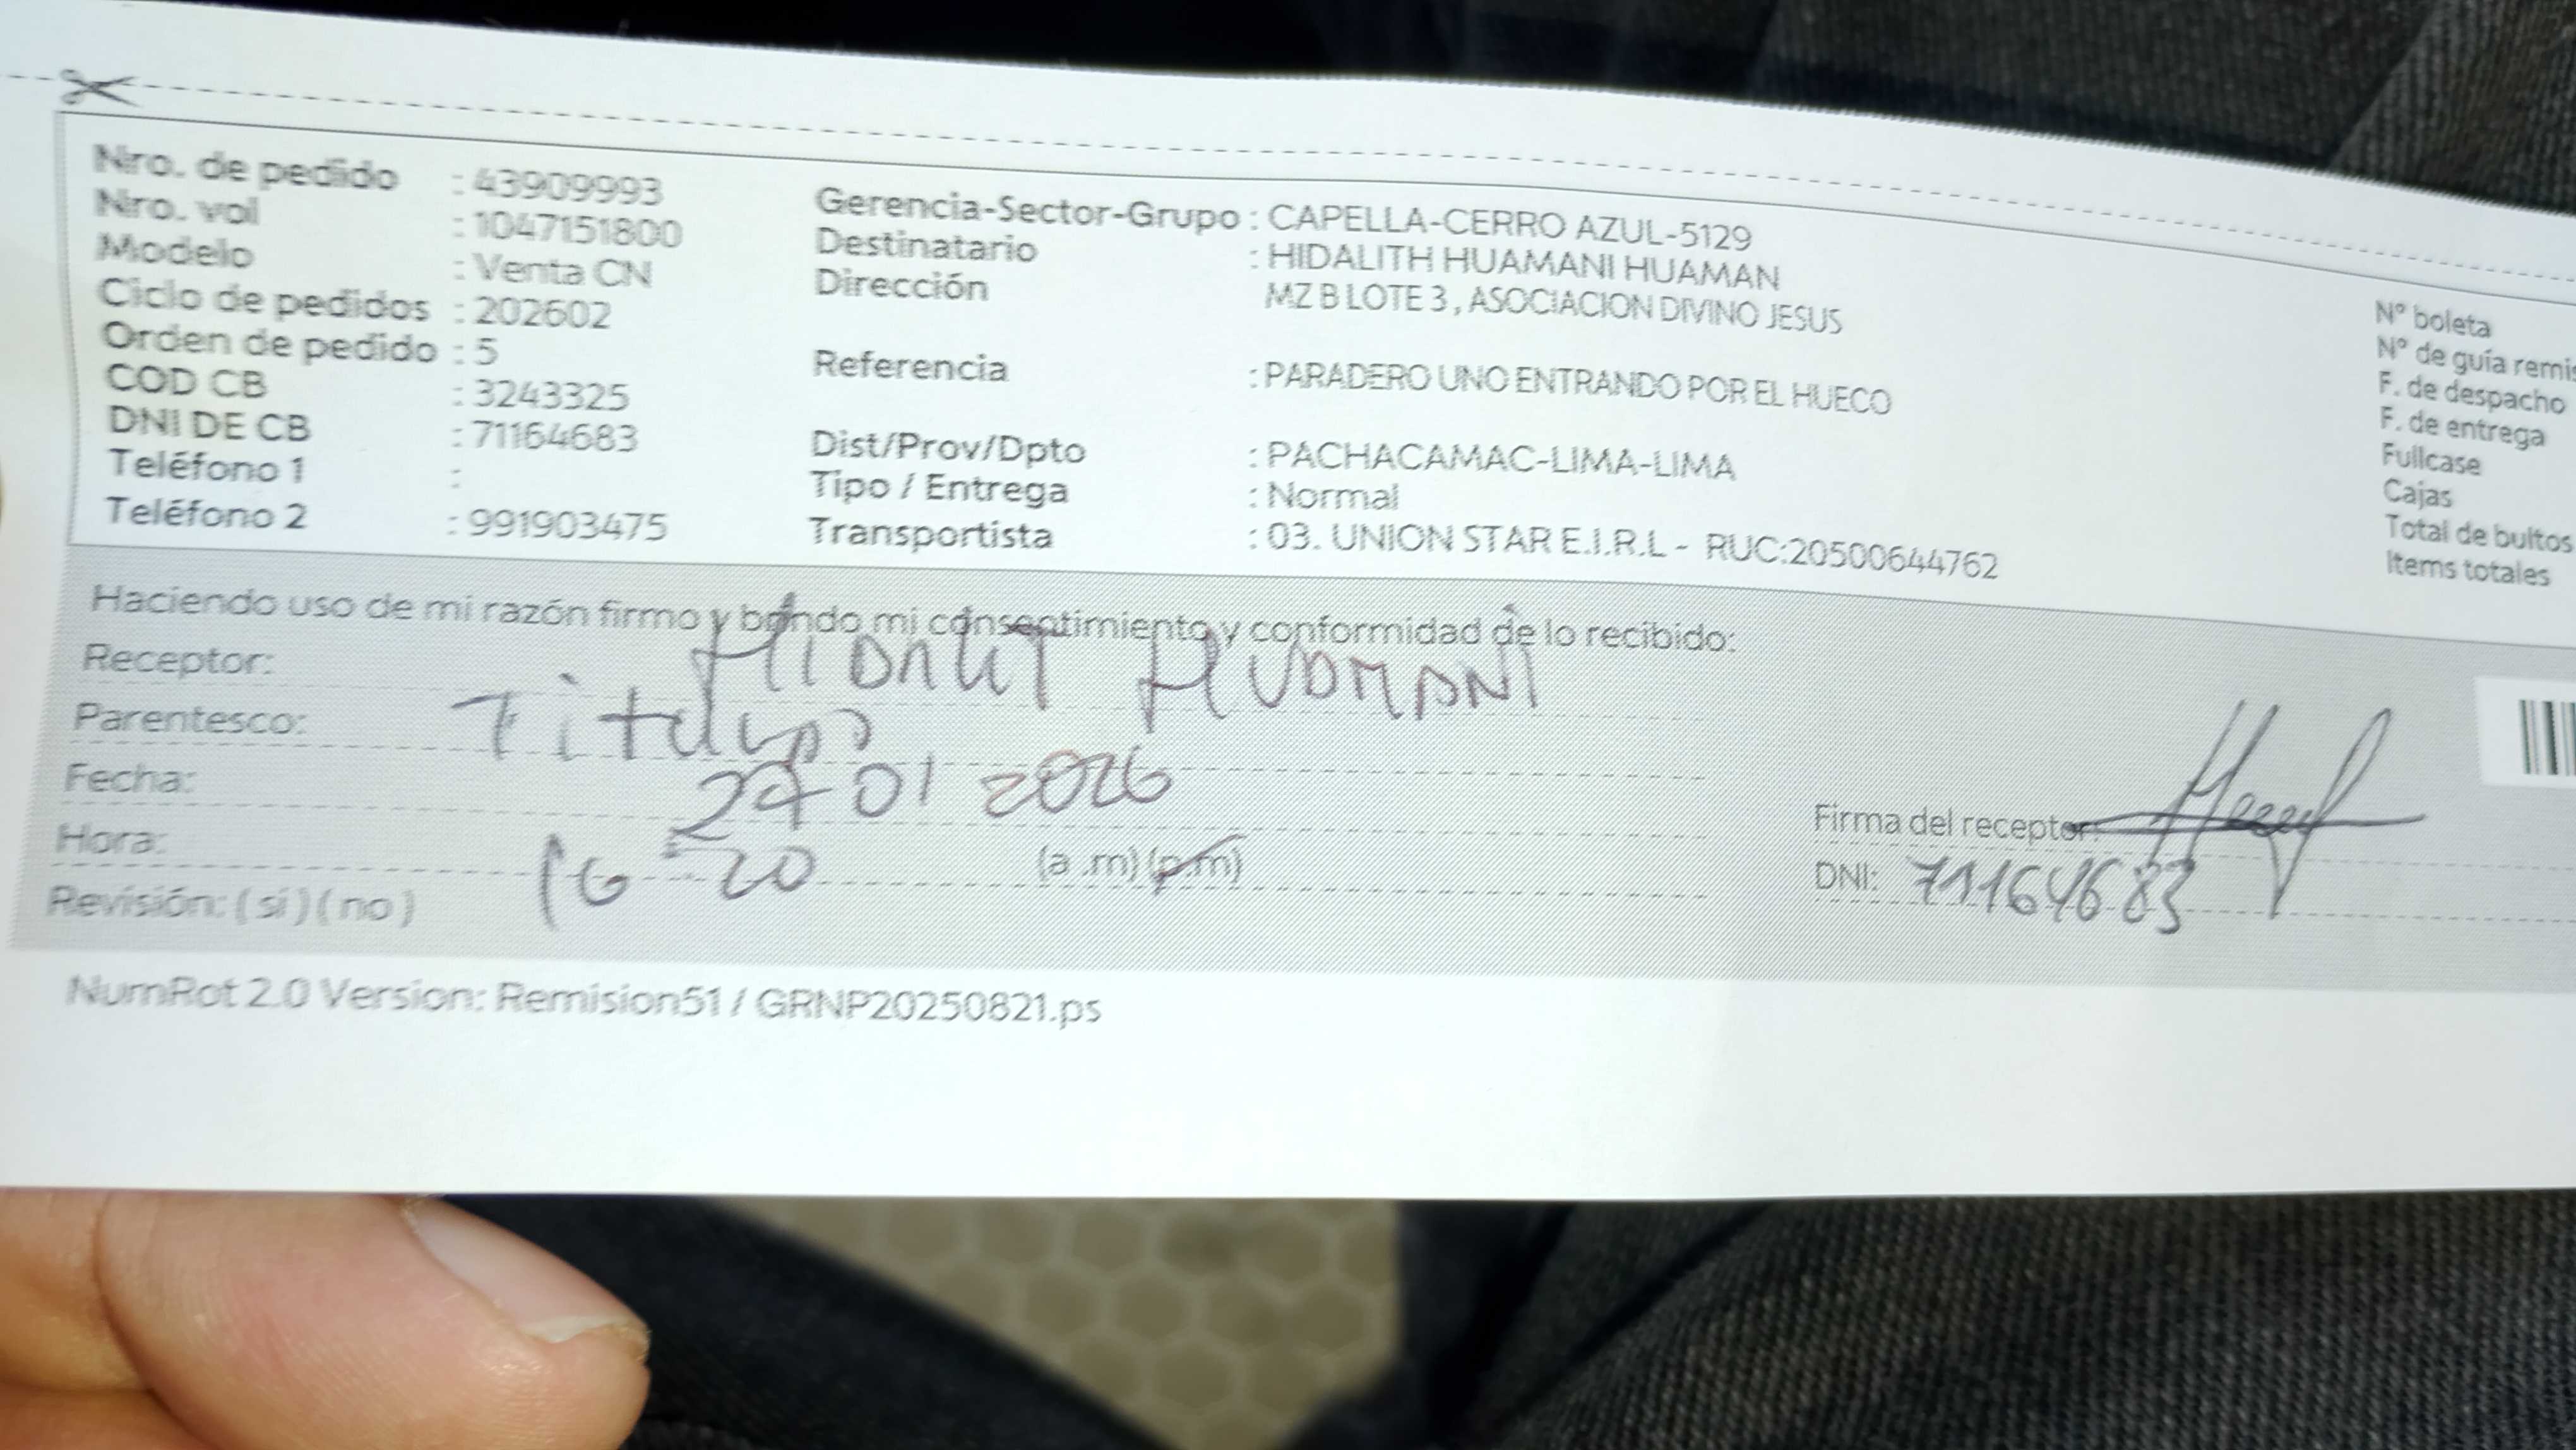 Nro. de pedido : 43909993
Nro. vol : 1047151800
Modelo : Venta CN
Ciclo de pedidos : 202602
Orden de pedido : 5
COD CB : 3243325
DNI DE CB : 71164683
Teléfono 1 :
Teléfono 2 : 991903475
Gerencia-Sector-Grupo : CAPELLA-CERRO AZUL-5129
Destinatario : HIDALITH HUAMANI HUAMAN
Dirección MZ B LOTE 3 , ASOCIACION DIVINO JESUS
Referencia : PARADERO UNO ENTRANDO POR EL HUECO
Dist/Prov/Dpto : PACHACAMAC-LIMA-LIMA
Tipo / Entrega : Normal
Transportista : 03. UNION STAR E.I.R.L - RUC:20500644762
N° boleta
N° de guía remis
F. de despacho
F. de entrega
Fullcase
Cajas
Total de bultos
Items totales
Haciendo uso de mi razón firmo y brindo mi consentimiento y conformidad de lo recibido:
Receptor: HUAMANI
Parentesco:
Fecha: 27 01 2026
Hora: 16 20 (a .m) (p.m)
Revisión: ( si ) ( no )
Firma del receptor:
DNI: 71164683
NumRot 2.0 Version: Remision51 / GRNP20250821.ps